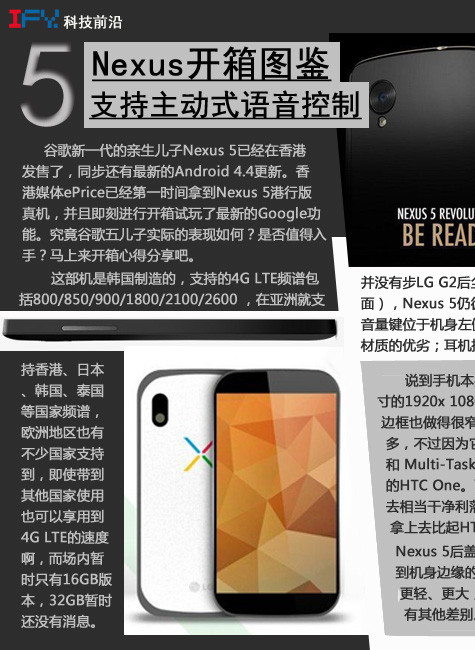 IFY 科技前沿
5
Nexus开箱图鉴
支持主动式语音控制
谷歌新一代的亲生儿子Nexus 5已经在香港
发售了，同步还有最新的Android 4.4更新。香
港媒体ePrice已经第一时间拿到Nexus 5港行版
真机，并且即刻进行开箱试玩了最新的Google功
能。究竟谷歌五儿子实际的表现如何？是否值得入
手？马上来开箱心得分享吧。
这部机是韩国制造的，支持的4G LTE频谱包
括800/850/900/1800/2100/2600 ，在亚洲就支
持香港、日本
、韩国、泰国
等国家频谱，
欧洲地区也有
不少国家支持
到，即使带到
其他国家使用
也可以享用到
4G LTE的速度
啊，而场内暂
时只有16GB版
本，32GB暂时
还没有消息。
LG
NEXUS 5 REVOLU
BE READ
并没有步LG G2后
面），Nexus 5仍
音量键位于机身左
材质的优劣；耳机
说到手机本
寸的1920x 108
边框也做得很窄
多，不过因为它
和 Multi-Task
的HTC One。
去相当干净利落
拿上去比起HT
Nexus 5后盖
到机身边缘的
更轻、更大
有其他差别